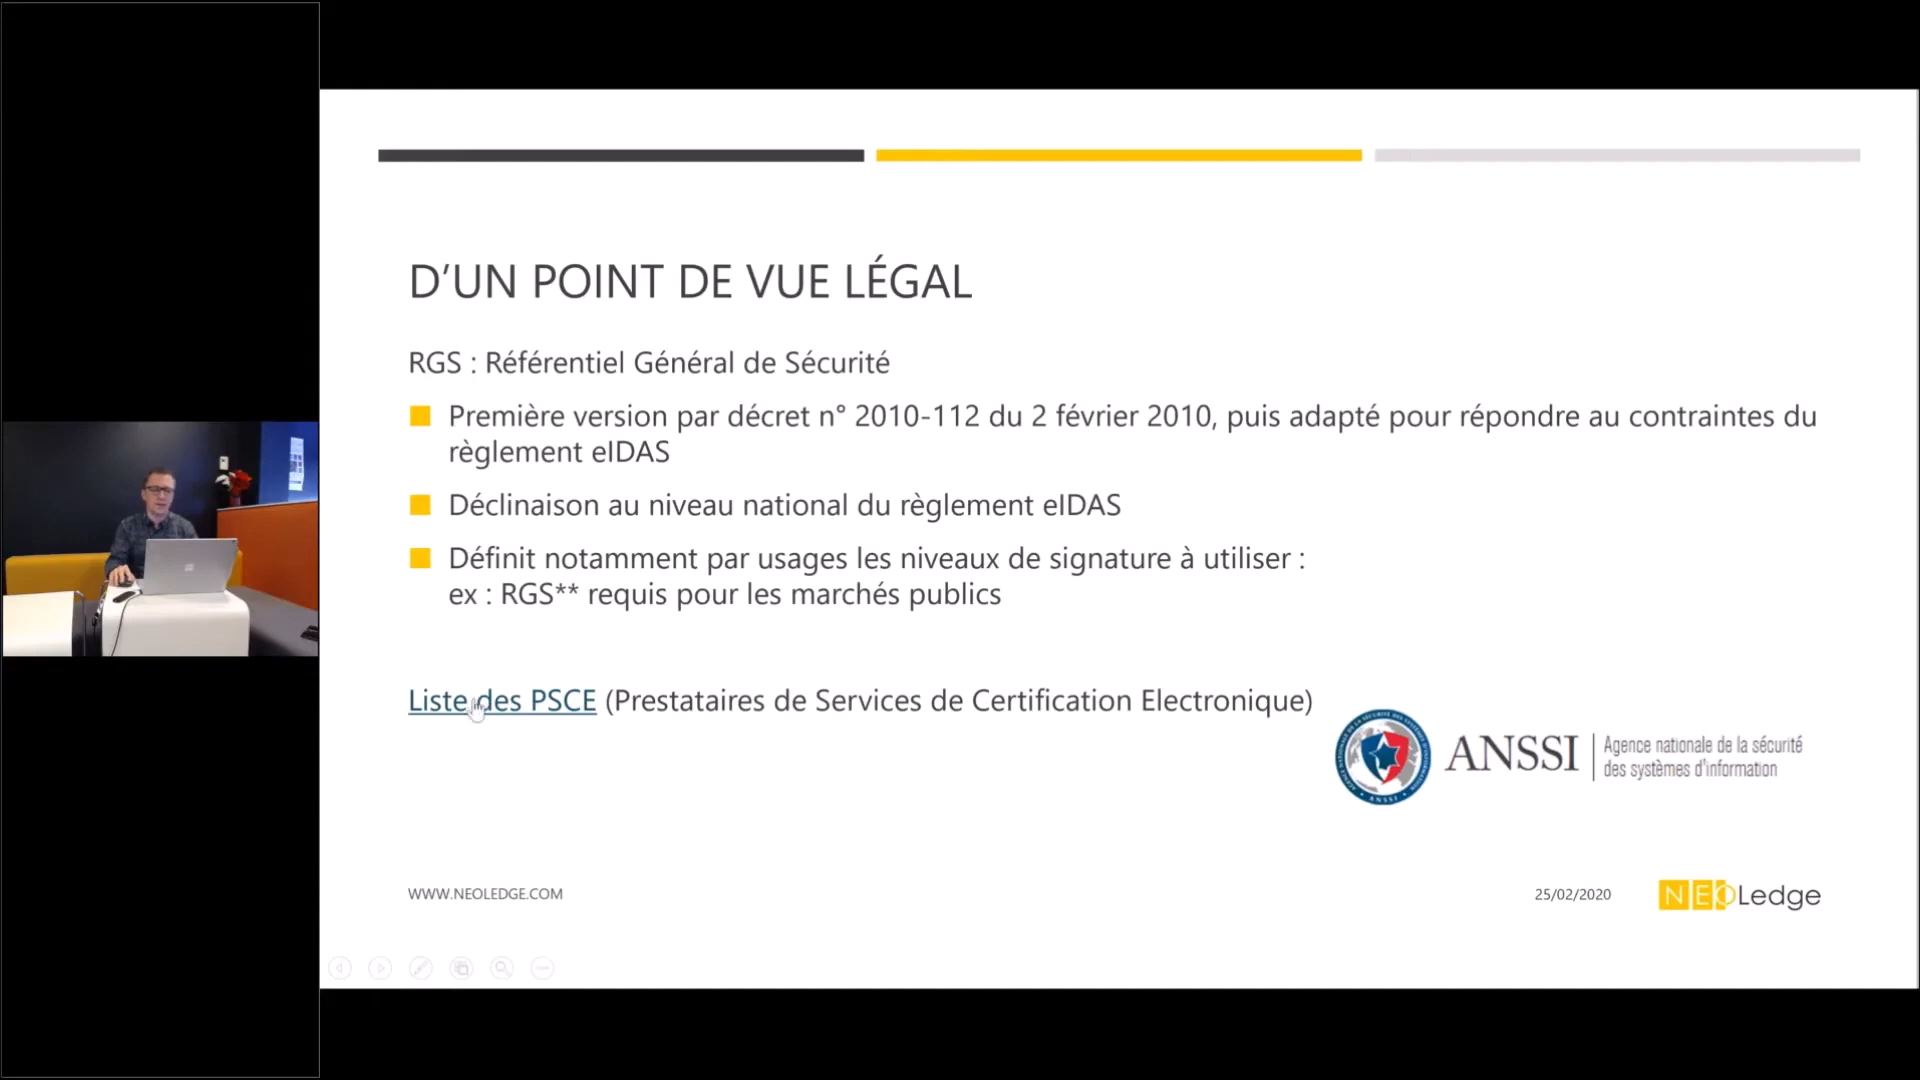 D’UN POINT DE VUE LÉGAL
RGS : Référentiel Général de Sécurité
Première version par décret n° 2010-112 du 2 février 2010, puis adapté pour répondre au contraintes du
règlement eIDAS
Déclinaison au niveau national du règlement eIDAS
Définit notamment par usages les niveaux de signature à utiliser :
ex : RGS** requis pour les marchés publics
Liste des PSCE (Prestataires de Services de Certification Electronique)
ANSSI
Agence nationale de la sécurité
des systèmes d'information
WWW.NEOLEDGE.COM
25/02/2020
NEOLedge